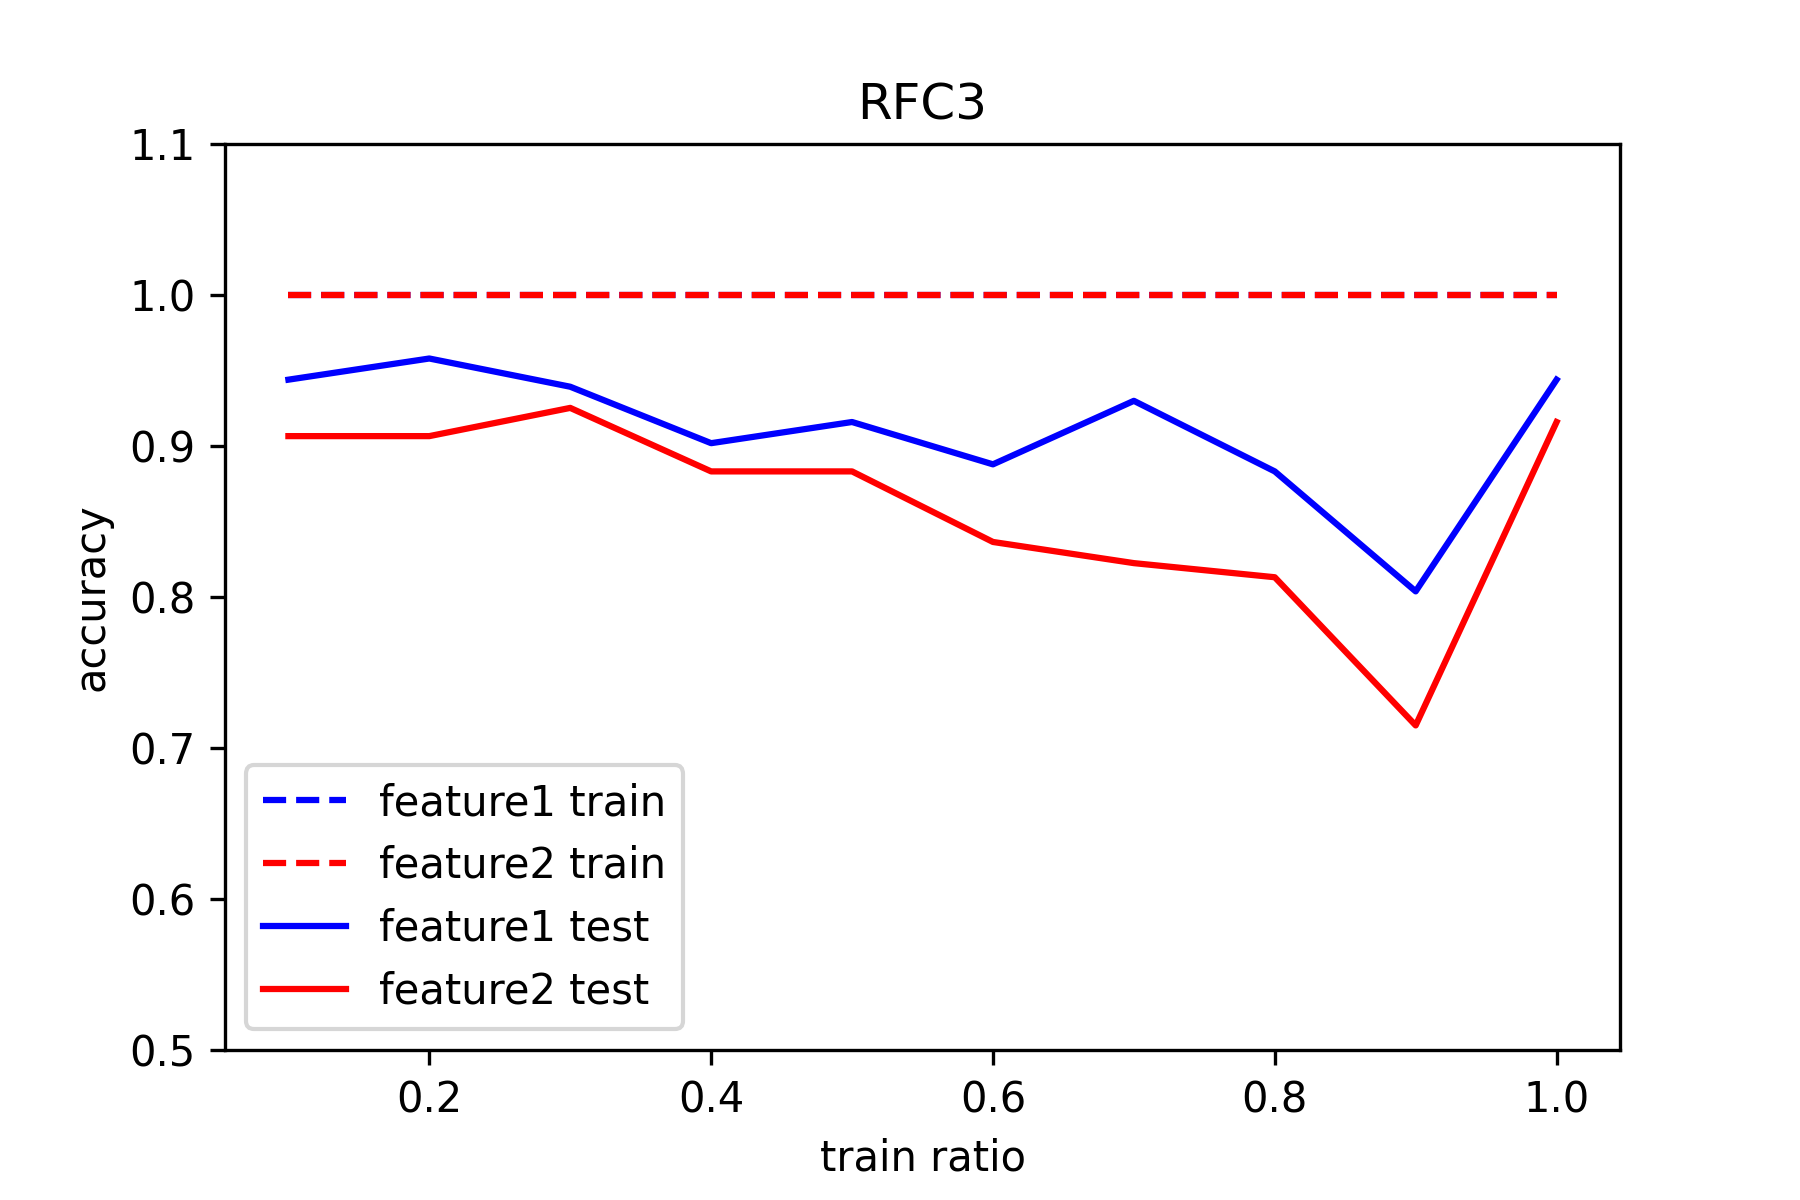 RFC3
1.1
1.0
0.9
0.8
0.7
0.6
0.5
accuracy
feature1 train
feature2 train
feature1 test
feature2 test
0.2 0.4 0.6 0.8 1.0
train ratio